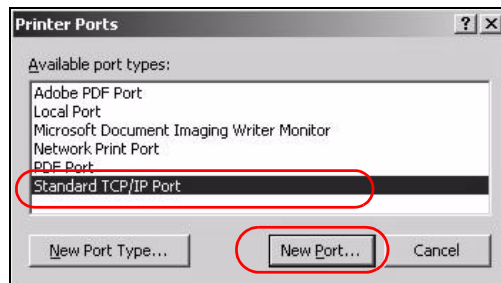 Printer Ports
Available port types:
Adobe PDF Port
Local Port
Microsoft Document Imaging Writer Monitor
Network Print Port
PDF Port
Standard TCP/IP Port
New Port Type... New Port... Cancel